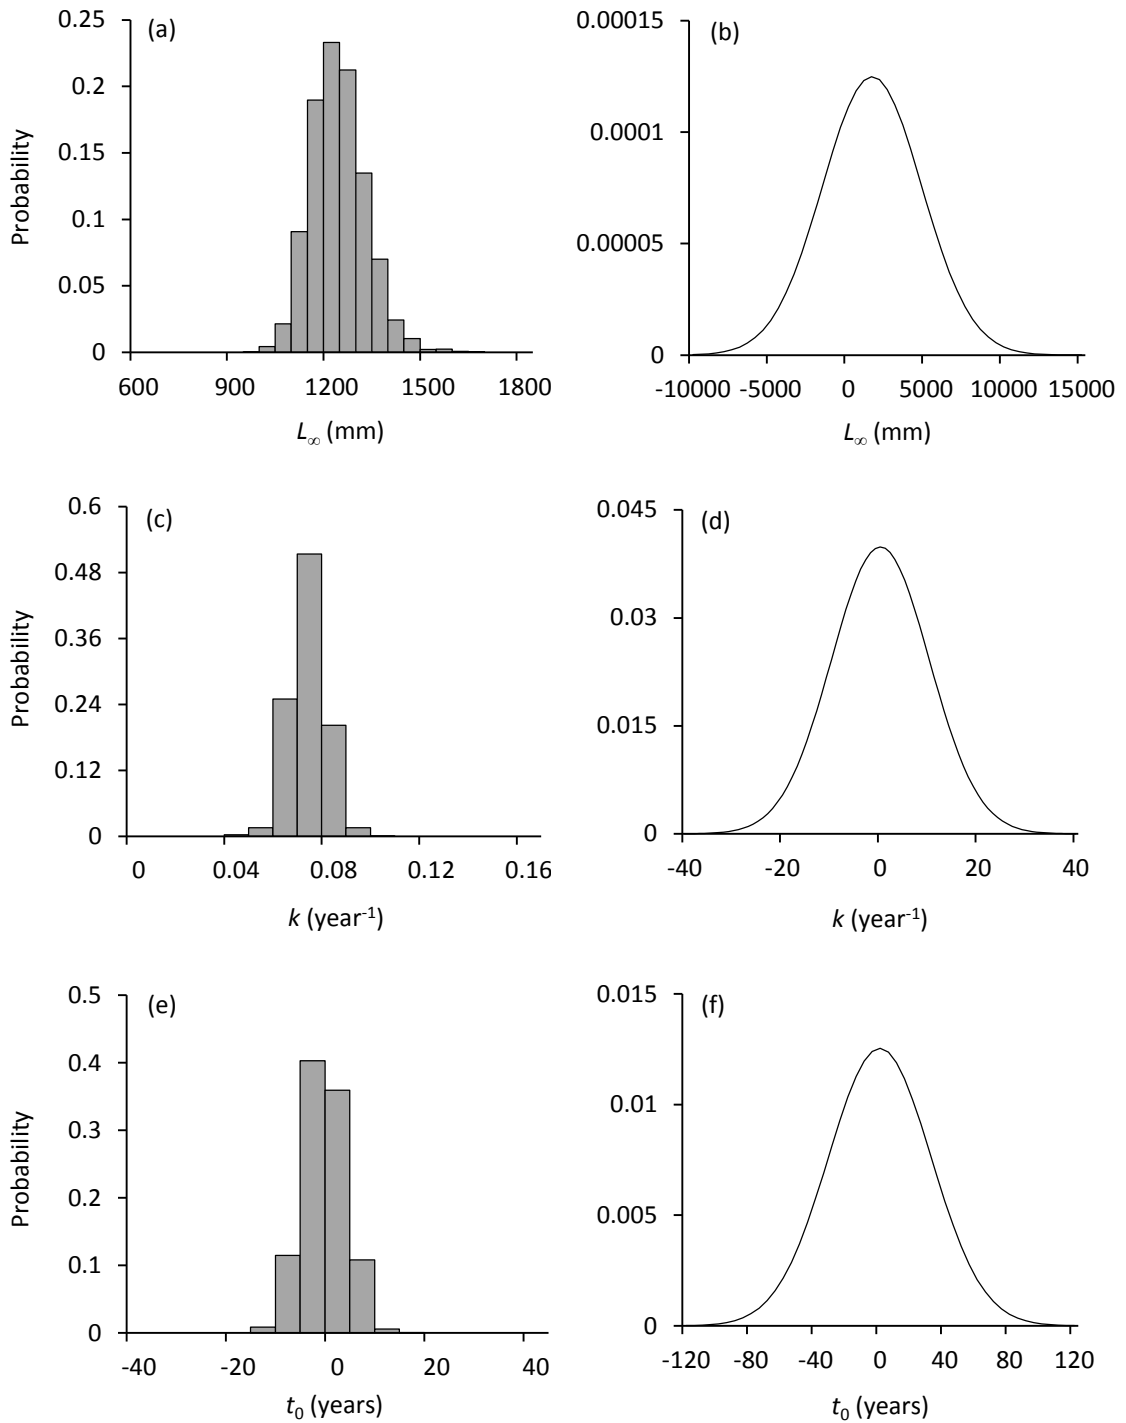 (a)
0.25
0.2
0.15
0.1
0.05
0
Probability
600 900 1200 1500 1800
L∞ (mm)
(b)
0.00015
0.0001
0.00005
0
-10000 -5000 0 5000 10000 15000
L∞ (mm)
(c)
0.6
0.48
0.36
0.24
0.12
0
Probability
0 0.04 0.08 0.12 0.16
k (year-1)
(d)
0.045
0.03
0.015
0
-40 -20 0 20 40
k (year-1)
(e)
0.5
0.4
0.3
0.2
0.1
0
Probability
-40 -20 0 20 40
t0 (years)
(f)
0.015
0.01
0.005
0
-120 -80 -40 0 40 80 120
t0 (years)